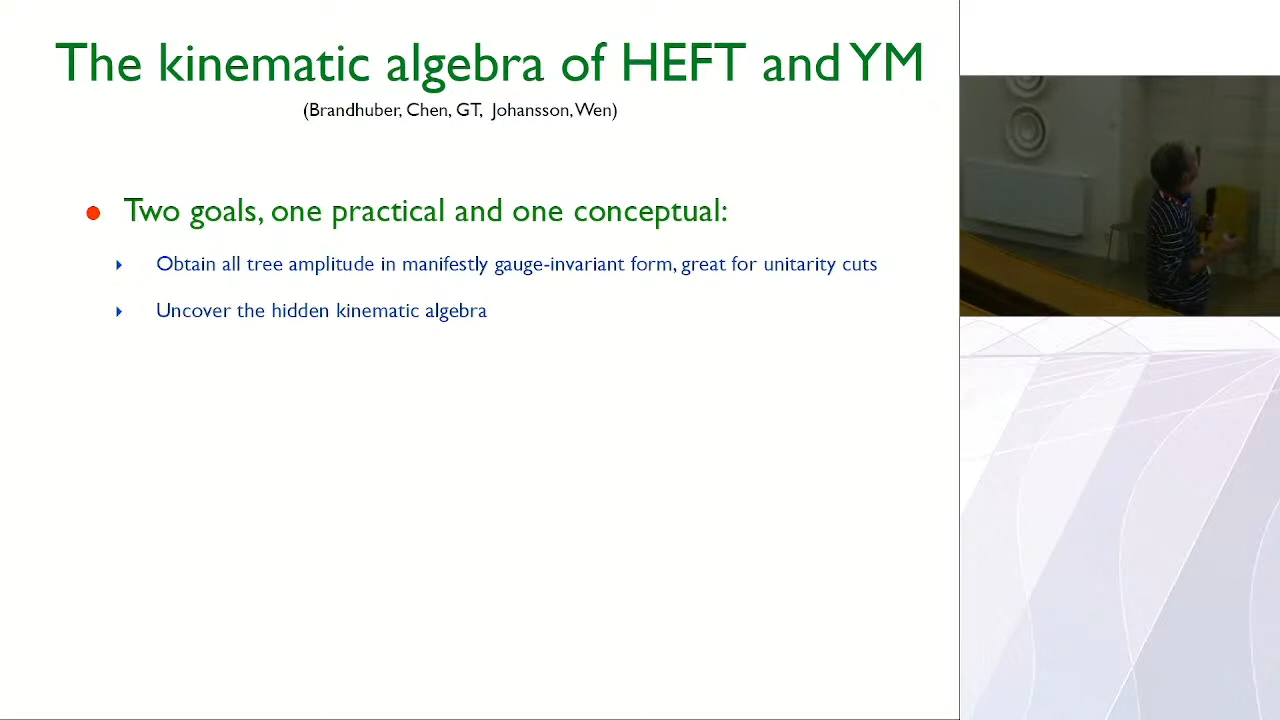 The kinematic algebra of HEFT and YM
(Brandhuber, Chen, GT, Johansson, Wen)
Two goals, one practical and one conceptual:
Obtain all tree amplitude in manifestly gauge-invariant form, great for unitarity cuts
Uncover the hidden kinematic algebra